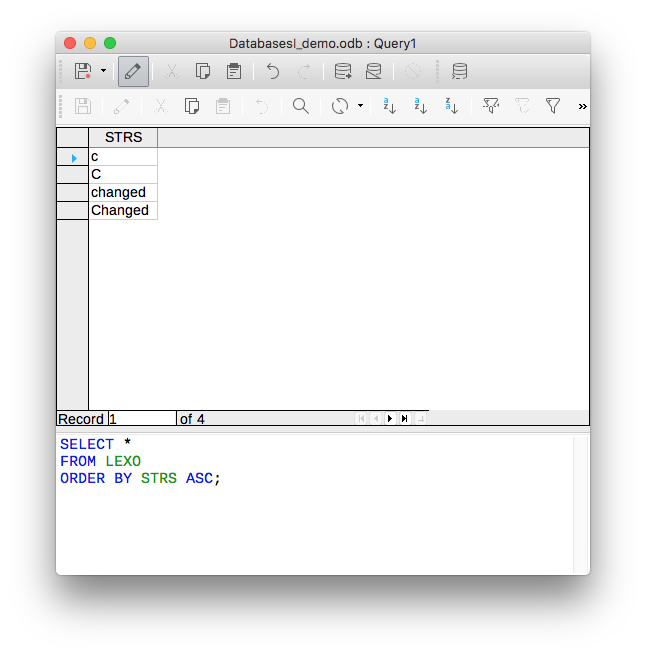 DatabasesI_demo.odb : Query1
a
z
a
z
z
a
»
STRS
c
C
changed
Changed
Record 1 of 4
SELECT *
FROM LEXO
ORDER BY STRS ASC;